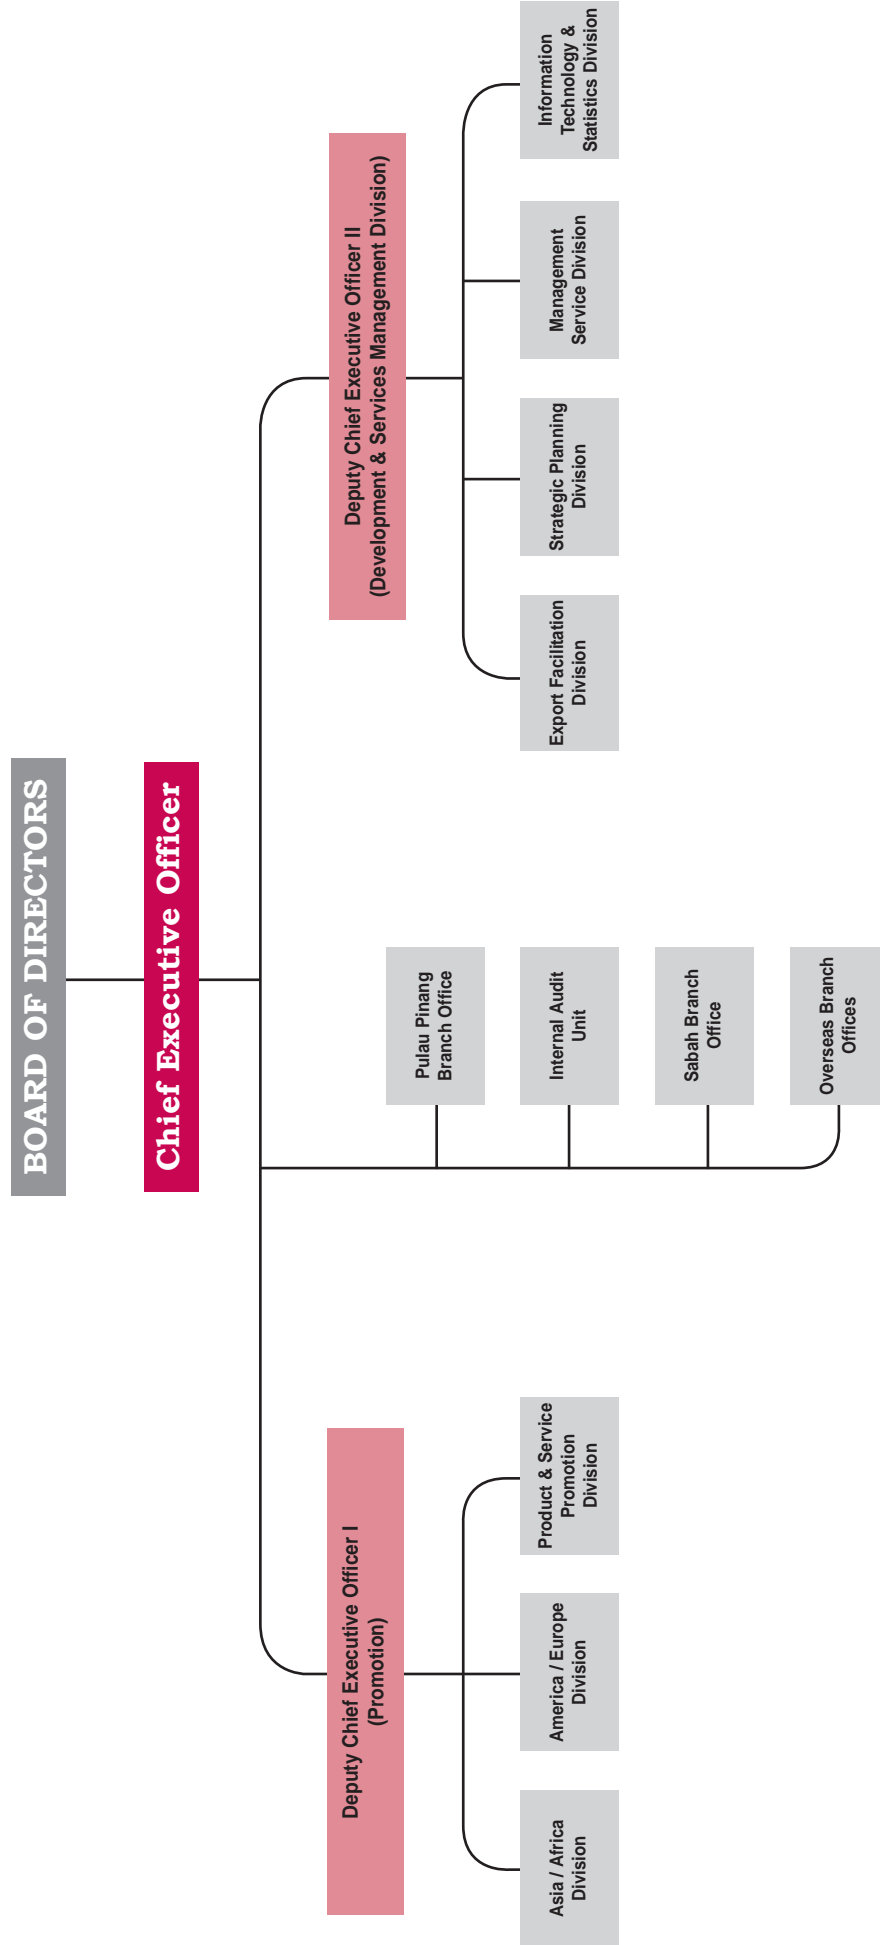 BOARD OF DIRECTORS
Chief Executive Officer
Deputy Chief Executive Officer I
(Promotion)
Deputy Chief Executive Officer II
(Development & Services Management Division)
Pulau Pinang
Branch Office
Internal Audit
Unit
Sabah Branch
Office
Overseas Branch
Offices
Asia / Africa
Division
America / Europe
Division
Product & Service
Promotion
Division
Export Facilitation
Division
Strategic Planning
Division
Management
Service Division
Information
Technology &
Statistics Division